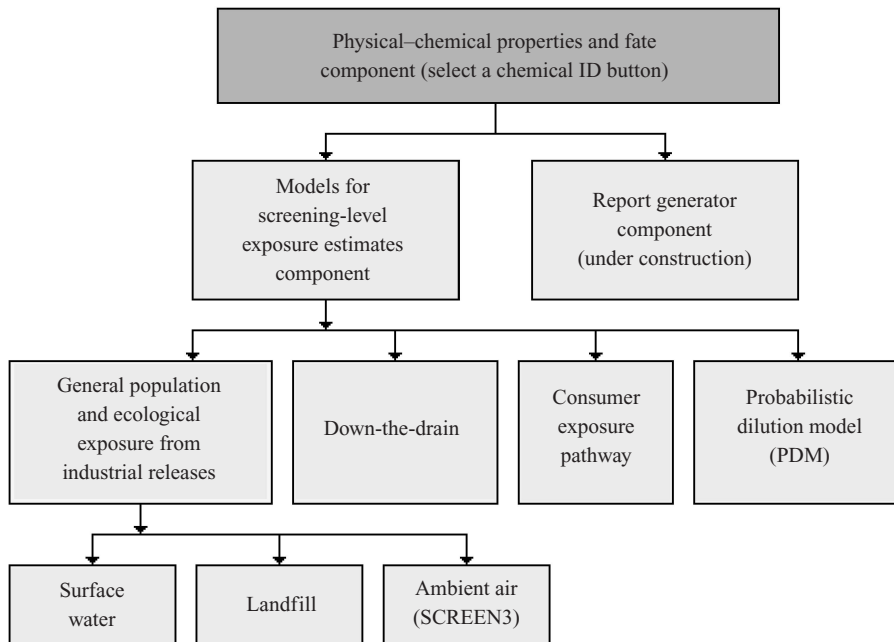 Physical–chemical properties and fate
component (select a chemical ID button)
Models for
screening-level
exposure estimates
component
Report generator
component
(under construction)
General population
and ecological
exposure from
industrial releases
Down-the-drain
Consumer
exposure
pathway
Probabilistic
dilution model
(PDM)
Surface
water
Landfill
Ambient air
(SCREEN3)